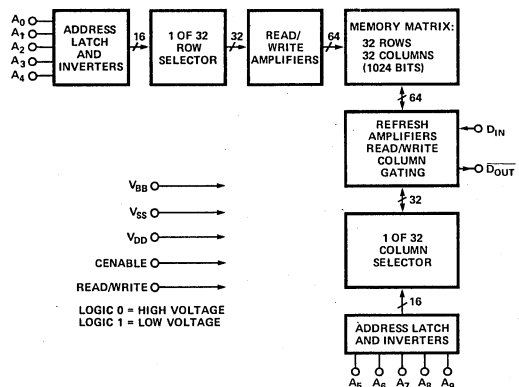 A0
A1
A2
A3
A4
ADDRESS
LATCH
AND
INVERTERS
16
1 OF 32
ROW
SELECTOR
32
READ/
WRITE
AMPLIFIERS
64
MEMORY MATRIX:
32 ROWS
32 COLUMNS
(1024 BITS)
64
REFRESH
AMPLIFIERS
READ/WRITE
COLUMN
GATING
DIN
DOUT
32
1 OF 32
COLUMN
SELECTOR
16
ADDRESS LATCH
AND INVERTERS
A5 A6 A7 A8 A9
VBB
VSS
VDD
CENABLE
READ/WRITE
LOGIC 0 = HIGH VOLTAGE
LOGIC 1 = LOW VOLTAGE